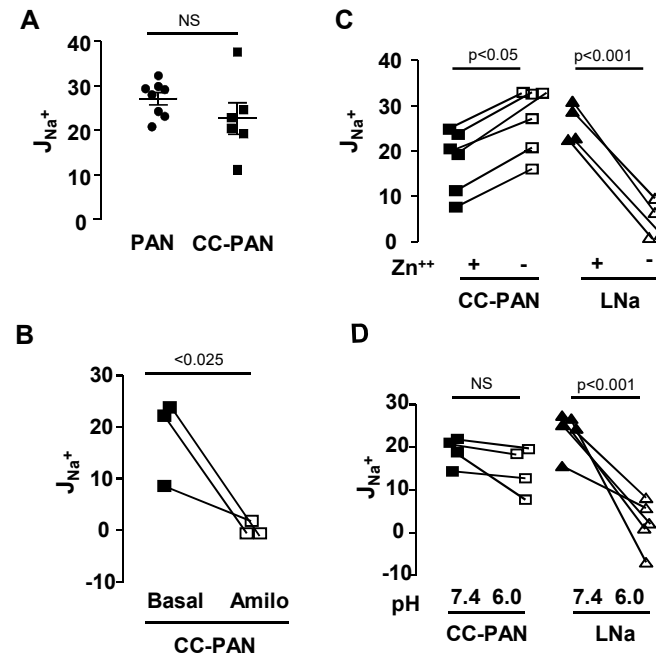 A
NS
40
30
20
10
0
J_Na+
PAN CC-PAN
B
<0.025
30
20
10
0
-10
J_Na+
Basal Amilo
CC-PAN
C
p<0.05 p<0.001
40
30
20
10
0
J_Na+
Zn++ + - + -
CC-PAN LNa
D
NS p<0.001
30
20
10
0
-10
J_Na+
pH 7.4 6.0 7.4 6.0
CC-PAN LNa